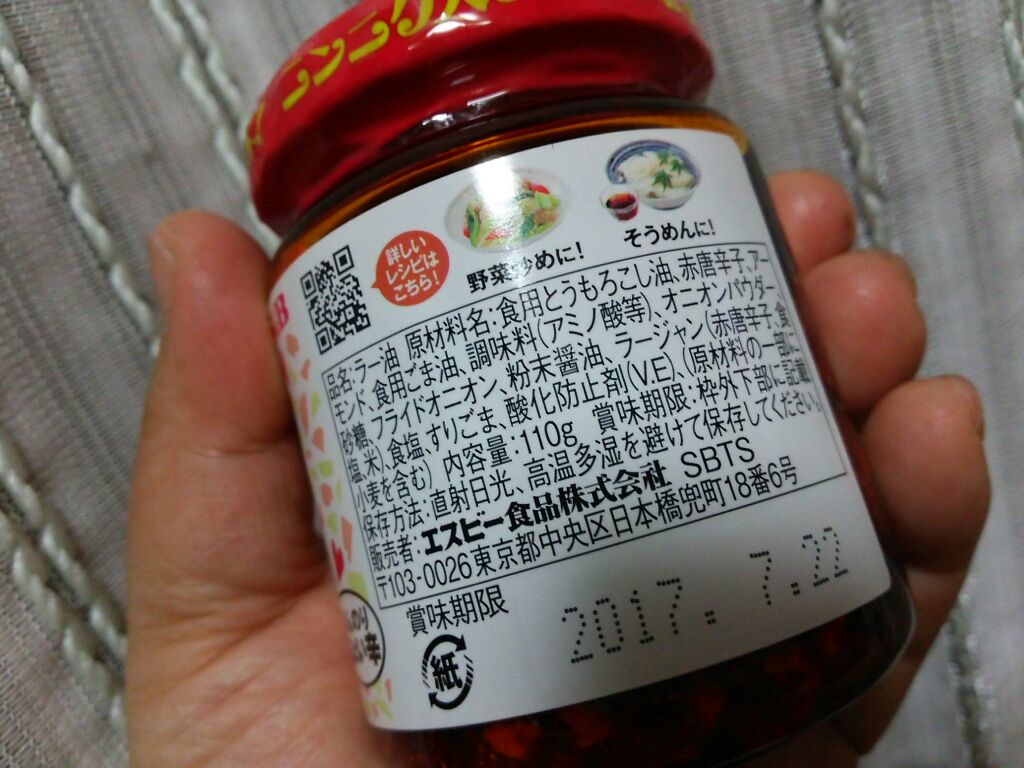 ニンニク
B
詳しい
レシピは
こちら!
野菜炒めに!
そうめんに!
品名:ラー油 原材料名:食用とうもろこし油、赤唐辛子、アー
モンド、食用ごま油、調味料(アミノ酸等)、オニオンパウダー、
砂糖、フライドオニオン、粉末醤油、ラージャン(赤唐辛子、食
塩、米)、食塩、すりごま、酸化防止剤(V.E)、(原材料の一部に
小麦を含む) 内容量:110g 賞味期限:枠外下部に記載
保存方法:直射日光、高温多湿を避けて保存してください。
販売者:エスビー食品株式会社 SBTS
〒103-0026東京都中央区日本橋兜町18番6号
賞味期限 2017. 7.22
紙